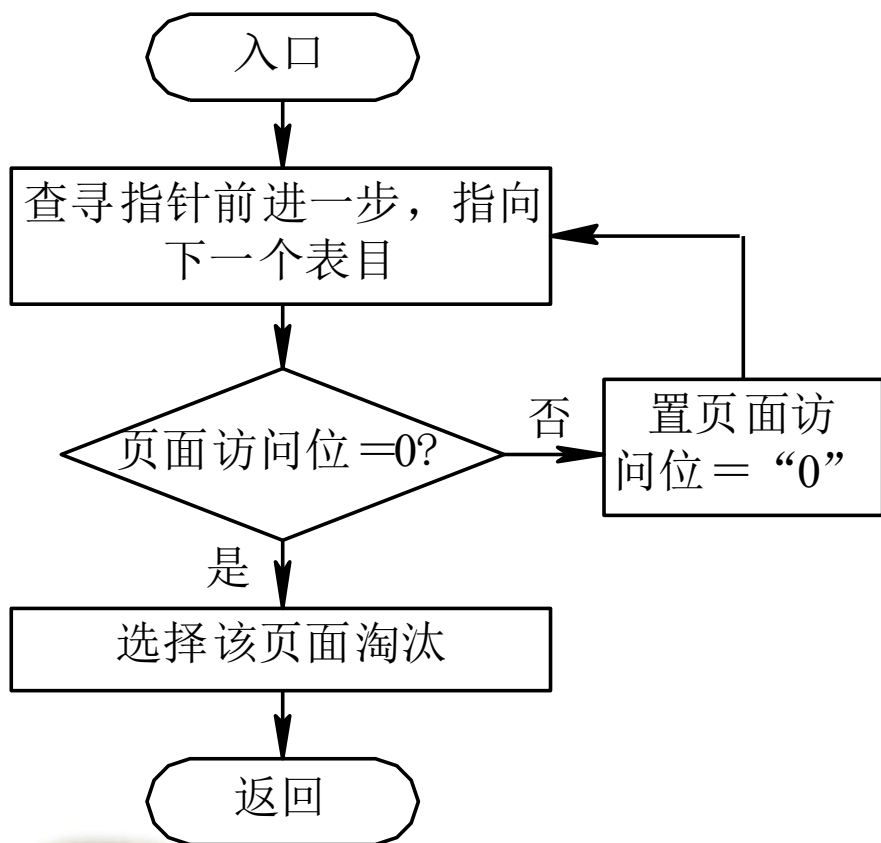 入口
查寻指针前进一步，指向
下一个表目
页面访问位＝0?
否
置页面访
问位＝“0”
是
选择该页面淘汰
返回